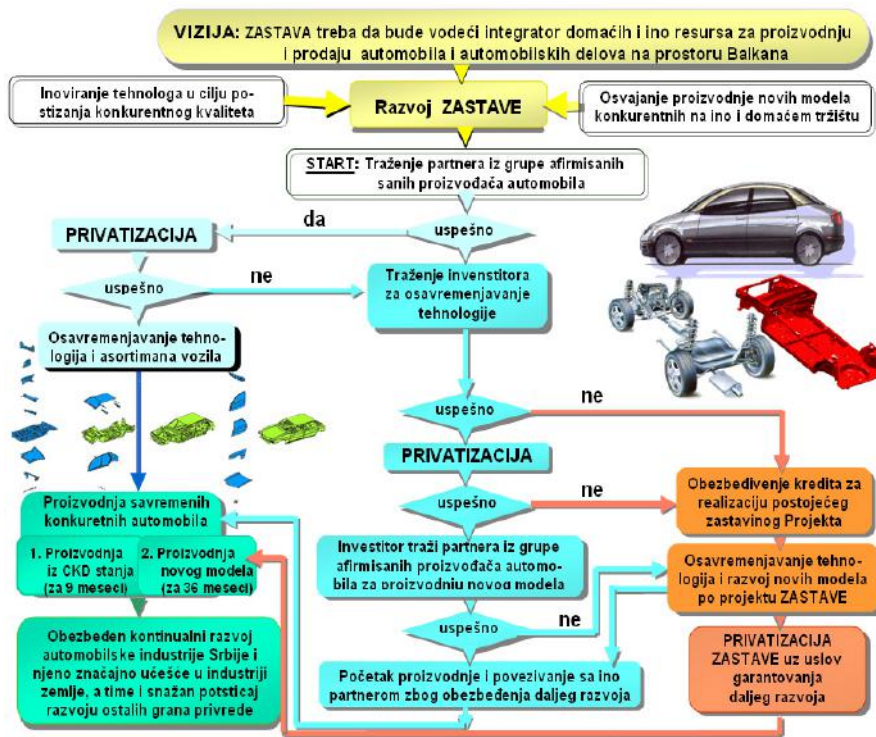 VIZIJA: ZASTAVA treba da bude vodeći integrator domaćih i ino resursa za proizvodnju
i prodaju automobila i automobilskih delova na prostoru Balkana
Inoviranje tehnologa u cilju po-
stizanja konkurentnog kvaliteta
Razvoj ZASTAVE
Osvajanje proizvodnje novih modela
konkurentnih na ino i domaćem tržištu
START: Traženje partnera iz grupe afirmisanih
sanih proizvođača automobila
da
uspešno
PRIVATIZACIJA
uspešno
ne
Traženje invenstitora
za osavremenjavanje
tehnologije
Osavremenjavanje tehno-
logija i asortimana vozila
uspešno
ne
PRIVATIZACIJA
uspešno
ne
Obezbeđivenje kredita za
realizaciju postojećeg
zastavinog Projekta
Proizvodnja savremenih
konkuretnih automobila
1. Proizvodnja
iz CKD stanja
(za 9 meseci)
2. Proizvodnja
novog modela
(za 36 meseci)
Investitor traži partnera iz grupe
afirmisanih proizvođača automo-
bila za proizvodniu novog modela
Osavremenjavanje tehno-
logija i razvoj novih modela
po projektu ZASTAVE
uspešno
ne
Obezbeđen kontinualni razvoj
automobilske industrije Srbije i
njeno značajno učešće u industriji
zemlje, a time i snažan potsticaj
razvoju ostalih grana privrede
Početak proizvodnje i povezivanje sa ino
partnerom zbog obezbeđenja daljeg razvoja
PRIVATIZACIJA
ZASTAVE uz uslov
garantovanja
daljeg razvoja